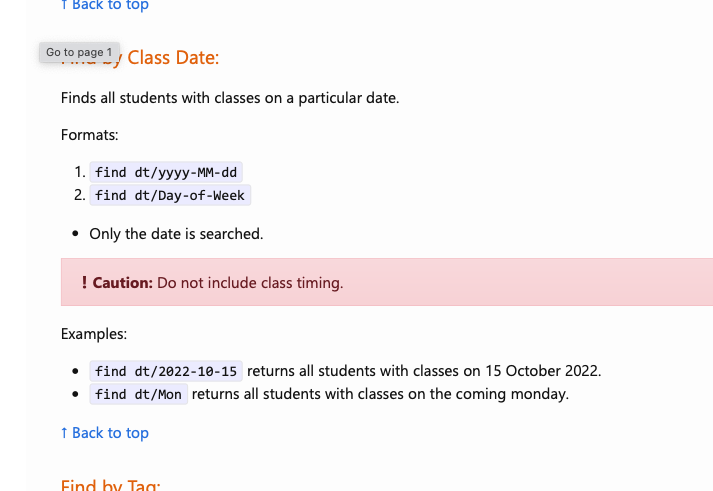 ↑ Back to top
Go to page 1
Find by Class Date:
Finds all students with classes on a particular date.
Formats:
1. find dt/yyyy-MM-dd
2. find dt/Day-of-Week
• Only the date is searched.
! Caution: Do not include class timing.
Examples:
• find dt/2022-10-15 returns all students with classes on 15 October 2022.
• find dt/Mon returns all students with classes on the coming monday.
↑ Back to top
Find by Tag: